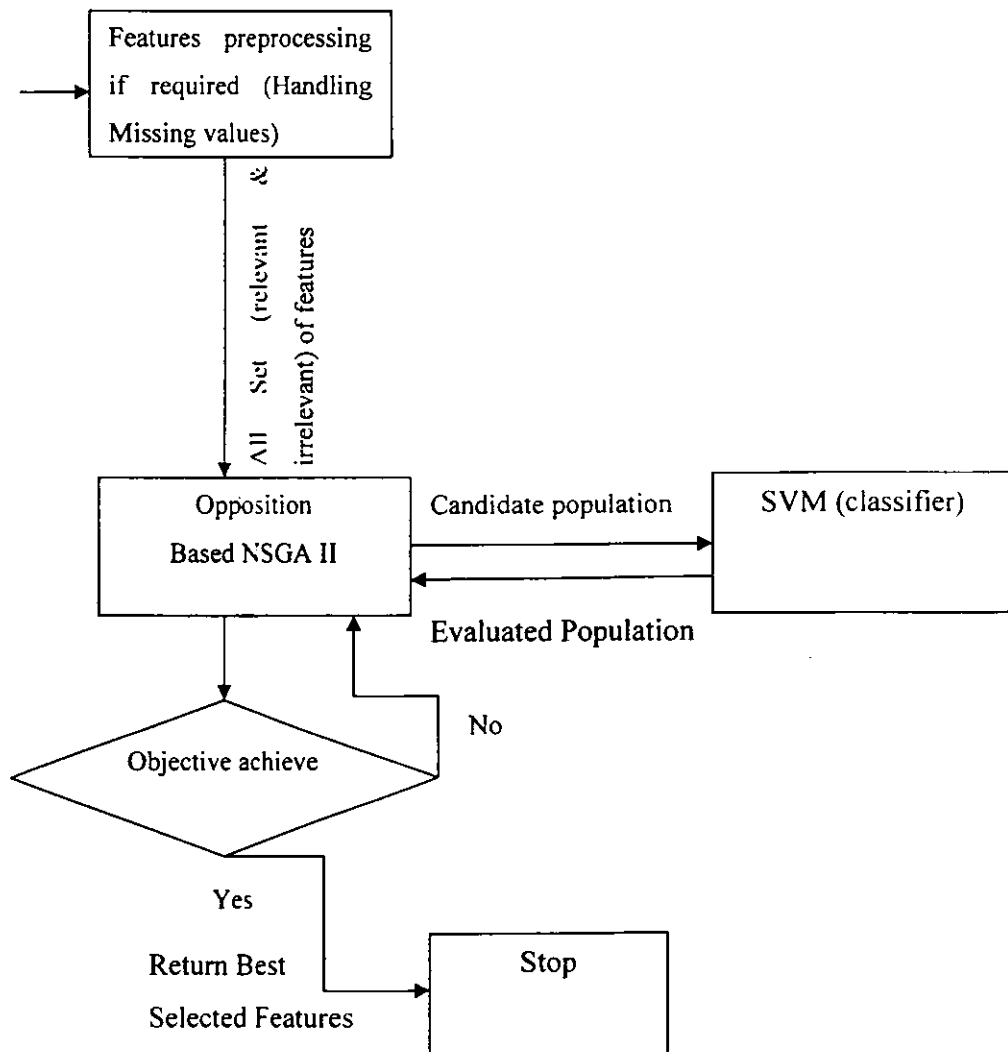 Features preprocessing
if required (Handling
Missing values)
All Set (relevant &
irrelevant) of features
Opposition
Based NSGA II
Candidate population
SVM (classifier)
Evaluated Population
No
Objective achieve
Yes
Return Best
Selected Features
Stop